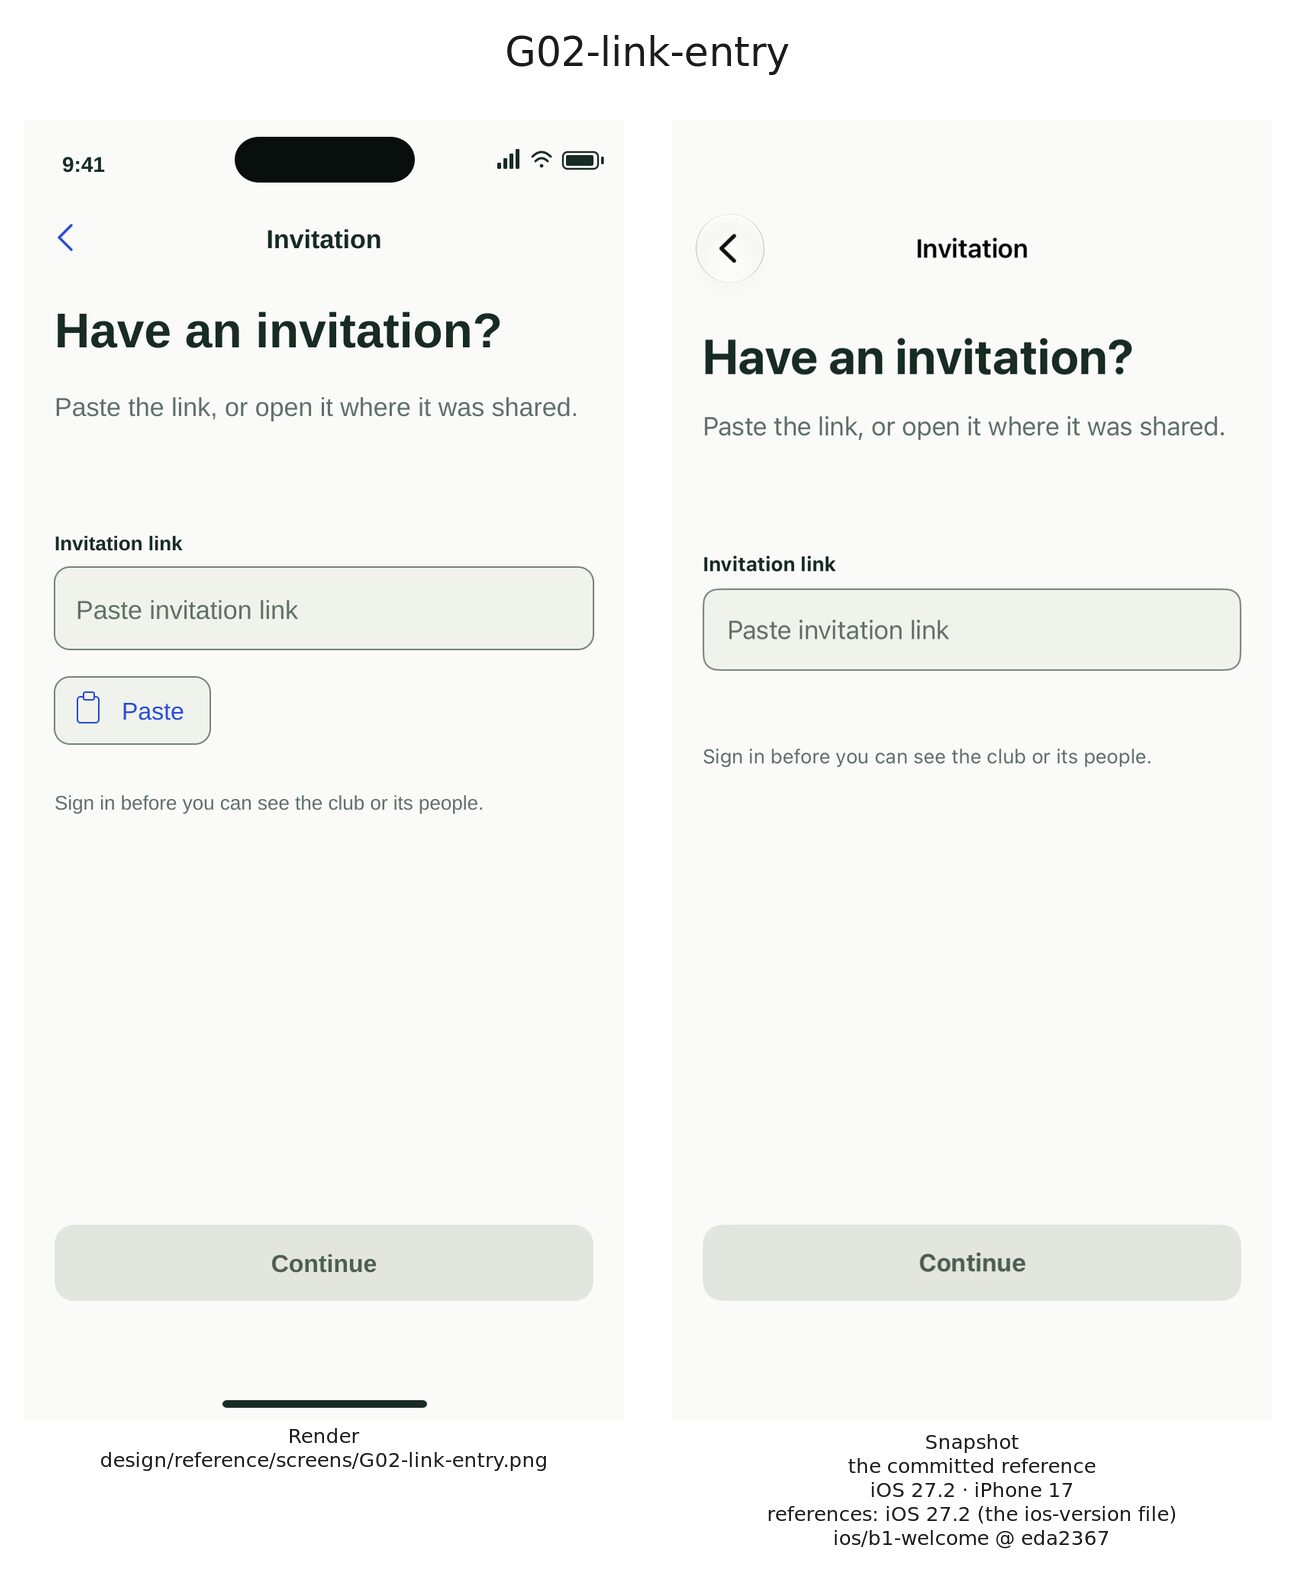 G02-link-entry
9:41
Invitation
Have an invitation?
Paste the link, or open it where it was shared.
Invitation link
Paste invitation link
Paste
Sign in before you can see the club or its people.
Continue
Render
design/reference/screens/G02-link-entry.png
Invitation
Have an invitation?
Paste the link, or open it where it was shared.
Invitation link
Paste invitation link
Sign in before you can see the club or its people.
Continue
Snapshot
the committed reference
iOS 27.2 · iPhone 17
references: iOS 27.2 (the ios-version file)
ios/b1-welcome @ eda2367